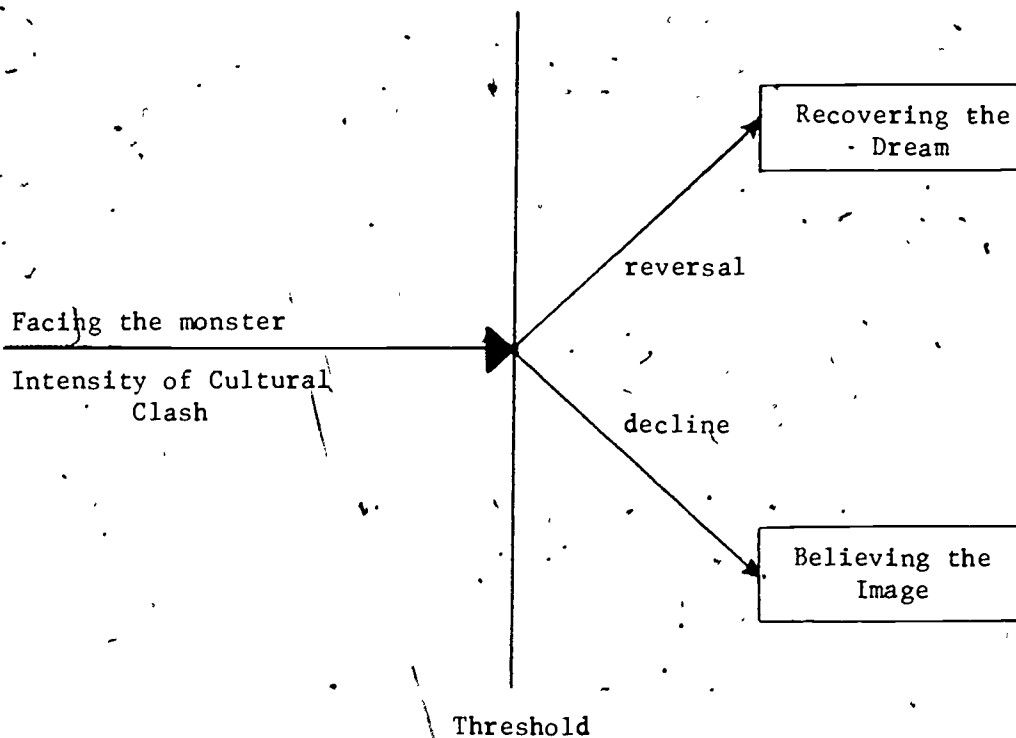 Recovering the
Dream
reversal
Facing the monster
Intensity of Cultural
Clash
decline
Believing the
Image
Threshold